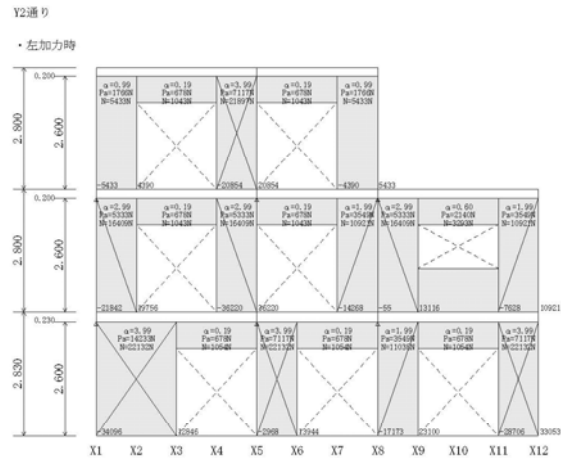 Y2通り
・左加力時
0.200
α=0.99 α=0.19 α=3.99 α=0.19 α=0.99
Pa=1766N Pa=678N Pa=7117N Pa=678N Pa=1766N
N=5433N N=1043N N=21897N N=1043N N=5433N
2.800
2.600
-5433 4390 -20854 20854 -4390 5433
0.200
α=2.99 α=0.19 α=2.99 α=0.19 α=1.99 α=2.99 α=0.60 α=1.99
Pa=5333N Pa=678N Pa=5333N Pa=678N Pa=3549N Pa=5333N Pa=2140N Pa=3549N
N=16409N N=1043N N=16409N N=1043N N=10921N N=16409N N=3293N N=10921N
2.800
2.600
-21842 19756 -36220 36220 -14268 -55 13116 -7628 10921
0.230
α=3.99 α=0.19 α=3.99 α=0.19 α=1.99 α=0.19 α=3.99
Pa=14233N Pa=678N Pa=7117N Pa=678N Pa=3549N Pa=678N Pa=7117N
N=22132N N=1054N N=22132N N=1054N N=11038N N=1054N N=22132N
2.830
2.600
-34096 12846 -2968 13944 -17173 23100 -28706 33053
X1 X2 X3 X4 X5 X6 X7 X8 X9 X10 X11 X12